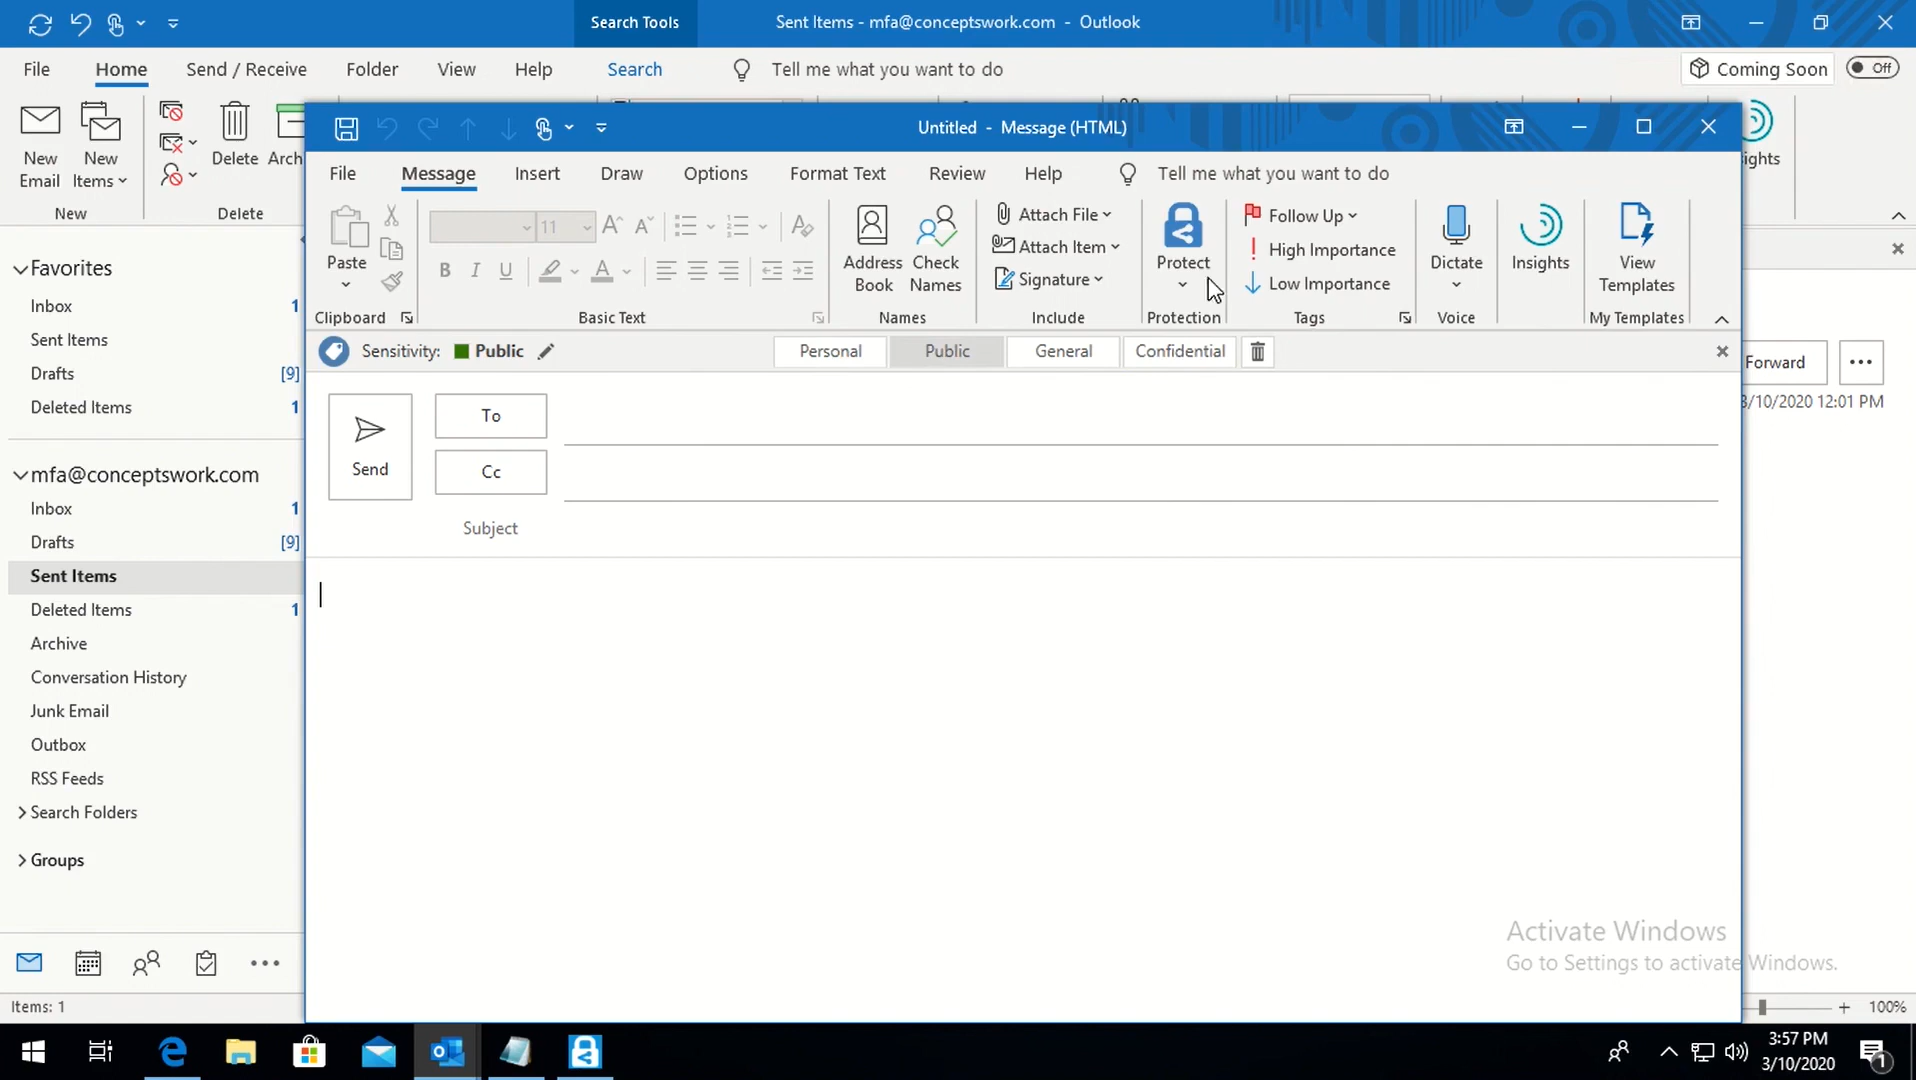 Search Tools
Sent Items - mfa@conceptswork.com - Outlook
File Home Send / Receive Folder View Help Search Tell me what you want to do Coming Soon Off
New Email
New Items
Delete
New
Delete
Untitled - Message (HTML)
File Message Insert Draw Options Format Text Review Help Tell me what you want to do
Paste
11
B I U
Address Book
Check Names
Attach File
Attach Item
Signature
Protect
Follow Up
High Importance
Low Importance
Dictate
Insights
View Templates
Clipboard Basic Text Names Include Protection Tags Voice My Templates
Sensitivity: Public Personal Public General Confidential
Send
To
Cc
Subject
Forward
3/10/2020 12:01 PM
Favorites
Inbox 1
Sent Items
Drafts [9]
Deleted Items 1
mfa@conceptswork.com
Inbox 1
Drafts [9]
Sent Items
Deleted Items 1
Archive
Conversation History
Junk Email
Outbox
RSS Feeds
Search Folders
Groups
Activate Windows
Go to Settings to activate Windows.
Items: 1
100%
3:57 PM
3/10/2020
1